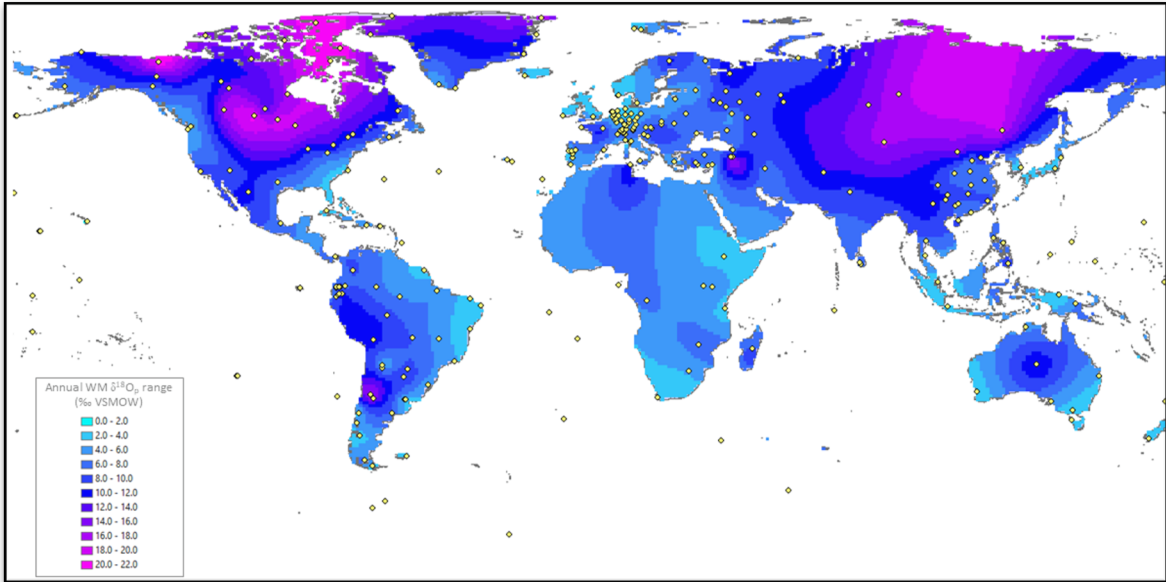 Annual WM δ¹⁸Oₚ range
(‰ VSMOW)
0.0 - 2.0
2.0 - 4.0
4.0 - 6.0
6.0 - 8.0
8.0 - 10.0
10.0 - 12.0
12.0 - 14.0
14.0 - 16.0
16.0 - 18.0
18.0 - 20.0
20.0 - 22.0